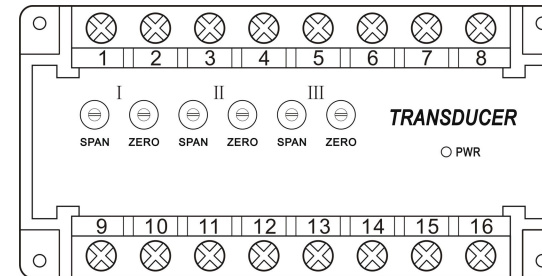 1 2 3 4 5 6 7 8
I II III
TRANSDUCER
SPAN ZERO SPAN ZERO SPAN ZERO
PWR
9 10 11 12 13 14 15 16